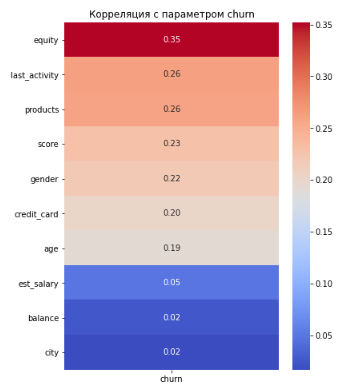 Корреляция с параметром churn
equity 0.35
last_activity 0.26
products 0.26
score 0.23
gender 0.22
credit_card 0.20
age 0.19
est_salary 0.05
balance 0.02
city 0.02
churn
0.35
0.30
0.25
0.20
0.15
0.10
0.05